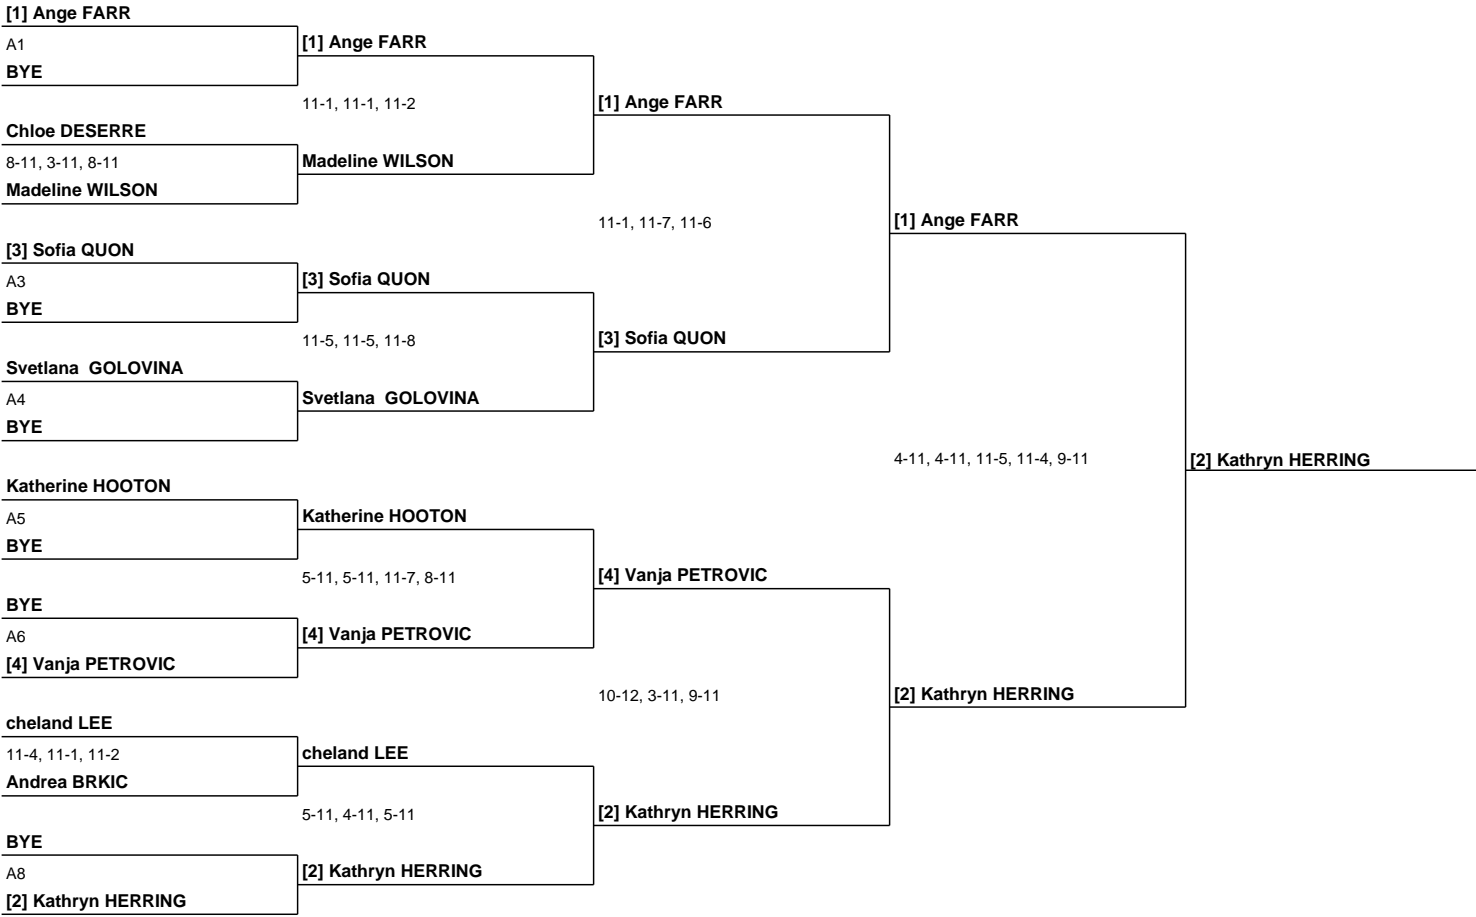 [1] Ange FARR
A1
BYE
Chloe DESERRE
8-11, 3-11, 8-11
Madeline WILSON
[3] Sofia QUON
A3
BYE
Svetlana  GOLOVINA
A4
BYE
Katherine HOOTON
A5
BYE
BYE
A6
[4] Vanja PETROVIC
cheland LEE
11-4, 11-1, 11-2
Andrea BRKIC
BYE
A8
[2] Kathryn HERRING
[1] Ange FARR
11-1, 11-1, 11-2
Madeline WILSON
[3] Sofia QUON
11-5, 11-5, 11-8
Svetlana  GOLOVINA
Katherine HOOTON
5-11, 5-11, 11-7, 8-11
[4] Vanja PETROVIC
cheland LEE
5-11, 4-11, 5-11
[2] Kathryn HERRING
[1] Ange FARR
11-1, 11-7, 11-6
[3] Sofia QUON
[4] Vanja PETROVIC
10-12, 3-11, 9-11
[2] Kathryn HERRING
[1] Ange FARR
4-11, 4-11, 11-5, 11-4, 9-11
[2] Kathryn HERRING
[2] Kathryn HERRING